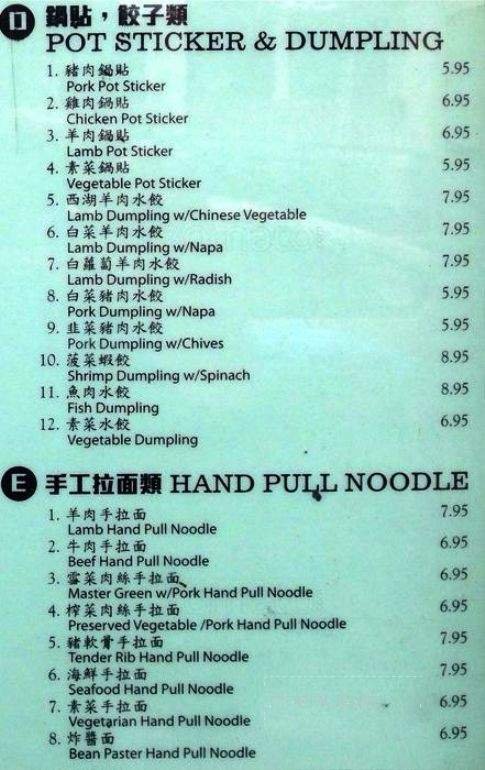 D 鍋貼，餃子類
POT STICKER & DUMPLING
1. 豬肉鍋貼 5.95
Pork Pot Sticker
2. 雞肉鍋貼 6.95
Chicken Pot Sticker
3. 羊肉鍋貼 6.95
Lamb Pot Sticker
4. 素菜鍋貼 5.95
Vegetable Pot Sticker
5. 西湖羊肉水餃 7.95
Lamb Dumpling w/Chinese Vegetable
6. 白菜羊肉水餃 7.95
Lamb Dumpling w/Napa
7. 白蘿蔔羊肉水餃 7.95
Lamb Dumpling w/Radish
8. 白菜豬肉水餃 5.95
Pork Dumpling w/Napa
9. 韭菜豬肉水餃 5.95
Pork Dumpling w/Chives
10. 菠菜蝦餃 8.95
Shrimp Dumpling w/Spinach
11. 魚肉水餃 8.95
Fish Dumpling
12. 素菜水餃 6.95
Vegetable Dumpling
E 手工拉面類 HAND PULL NOODLE
1. 羊肉手拉面 7.95
Lamb Hand Pull Noodle
2. 牛肉手拉面 6.95
Beef Hand Pull Noodle
3. 雪菜肉絲手拉面 6.95
Master Green w/Pork Hand Pull Noodle
4. 榨菜肉絲手拉面 6.95
Preserved Vegetable /Pork Hand Pull Noodle
5. 豬軟骨手拉面 7.95
Tender Rib Hand Pull Noodle
6. 海鮮手拉面 7.95
Seafood Hand Pull Noodle
7. 素菜手拉面 6.95
Vegetarian Hand Pull Noodle
8. 炸醬面 6.95
Bean Paster Hand Pull Noodle